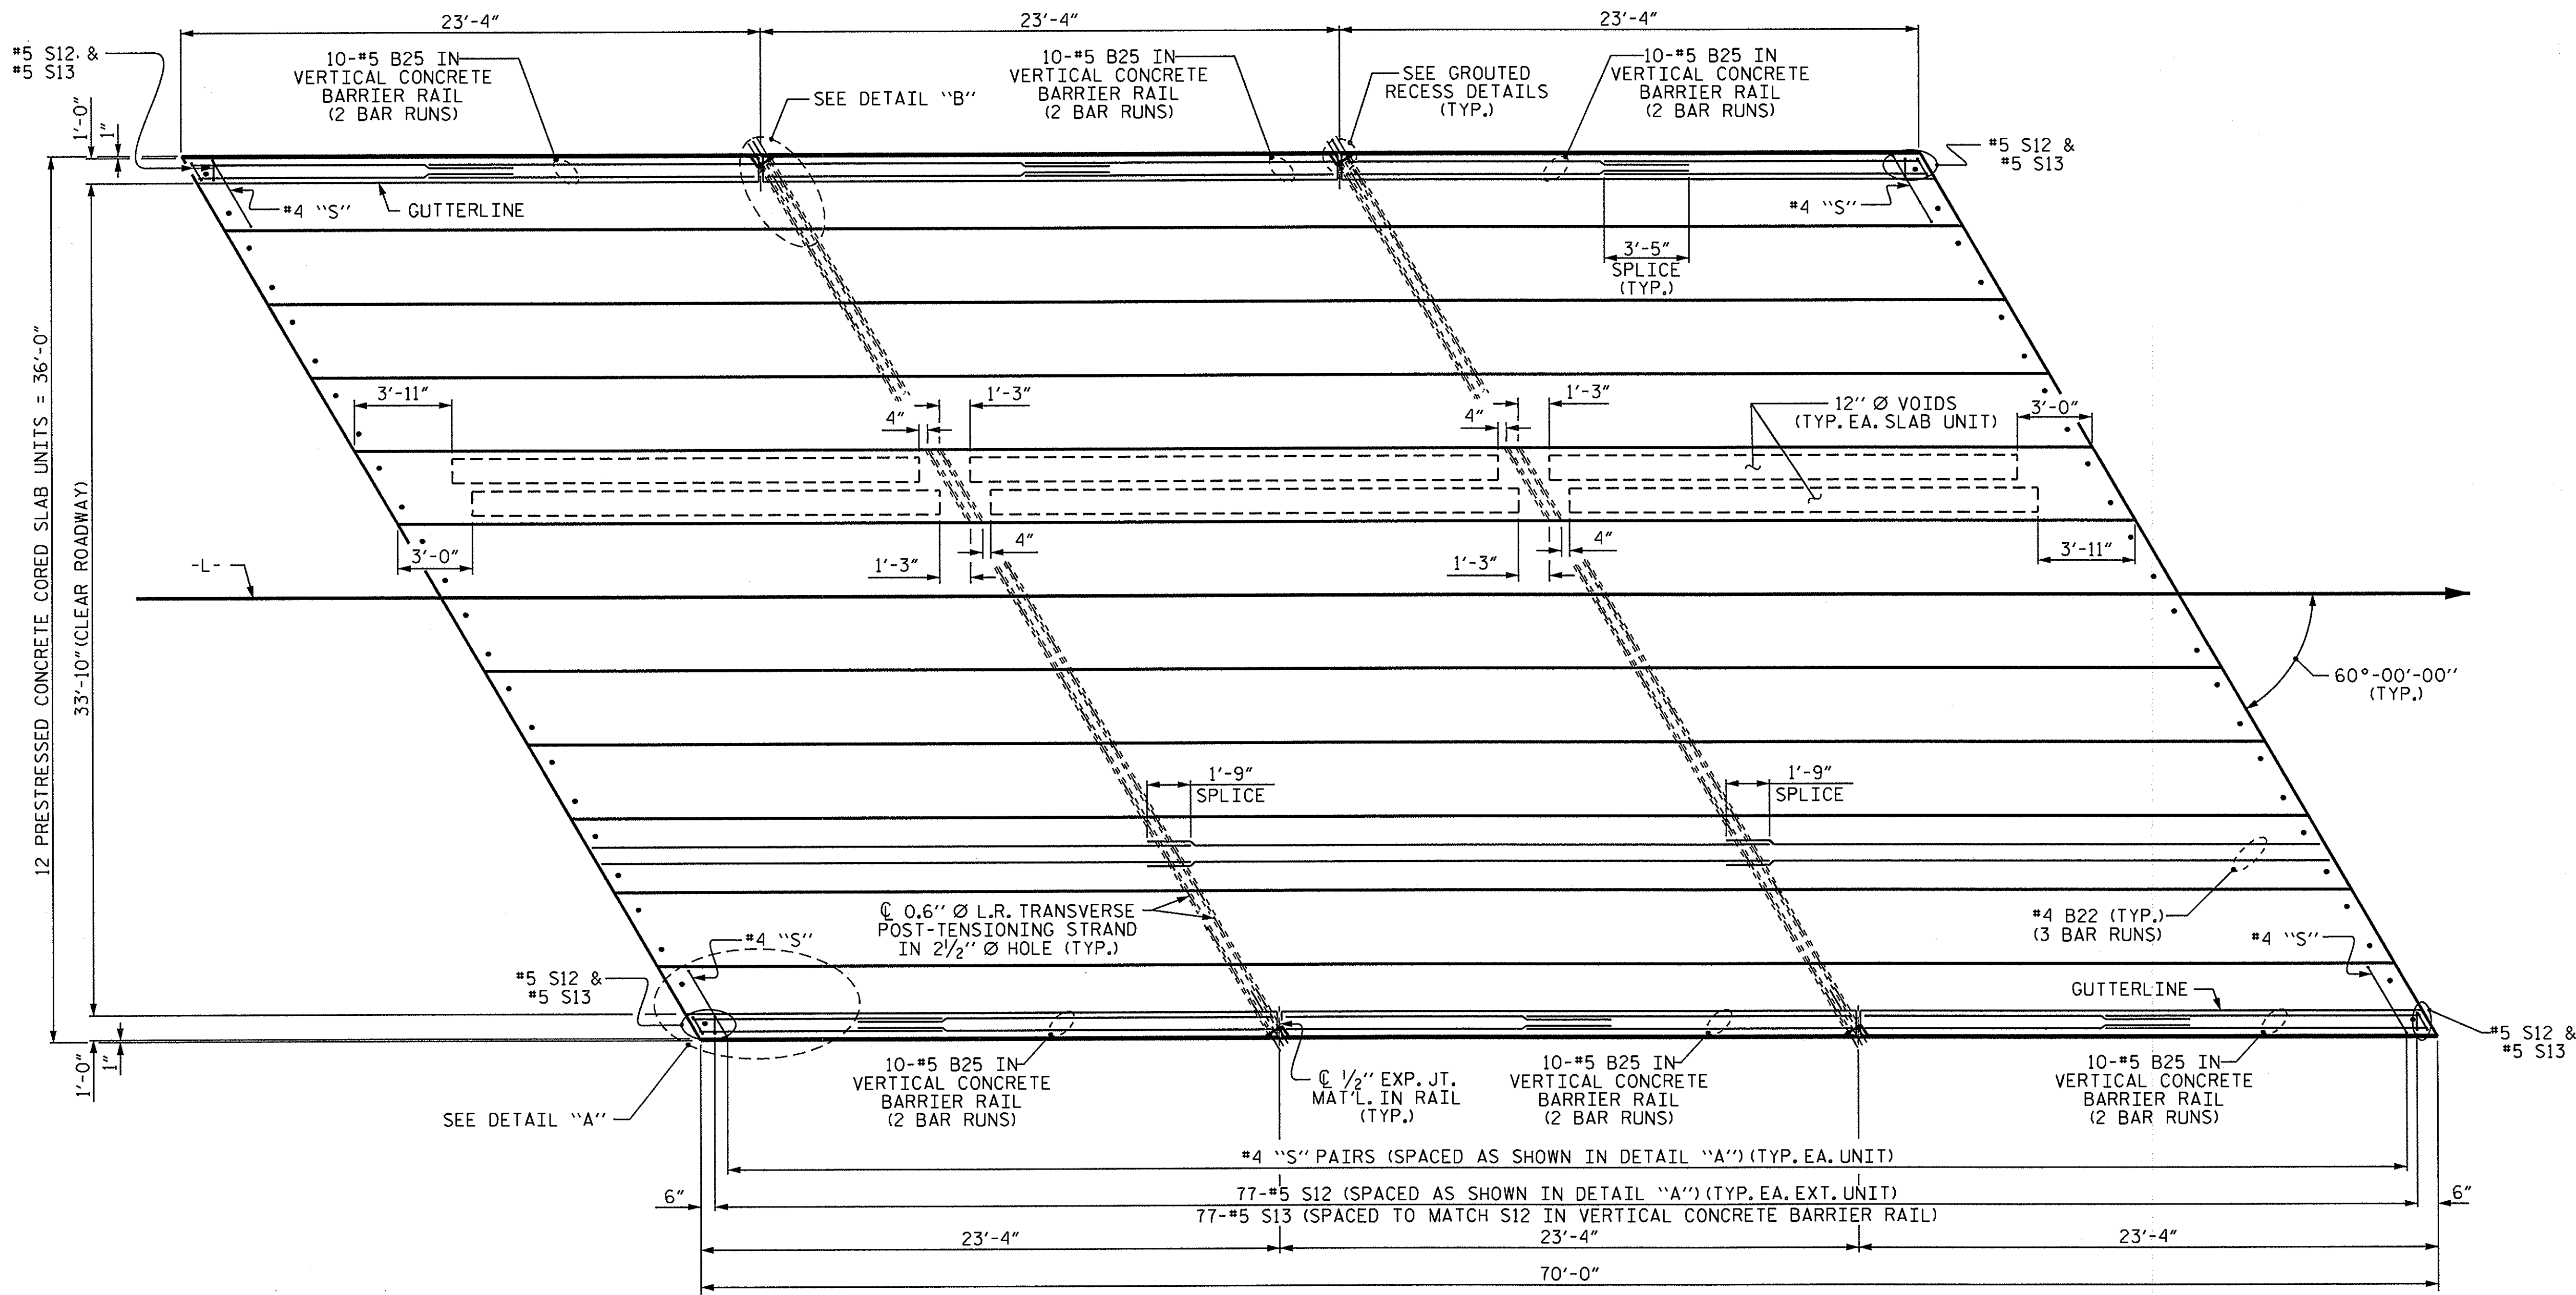 23'-4"
23'-4"
23'-4"
#5 S12 &
#5 S13
10-#5 B25 IN
VERTICAL CONCRETE
BARRIER RAIL
(2 BAR RUNS)
SEE DETAIL "B"
10-#5 B25 IN
VERTICAL CONCRETE
BARRIER RAIL
(2 BAR RUNS)
SEE GROUTED
RECESS DETAILS
(TYP.)
10-#5 B25 IN
VERTICAL CONCRETE
BARRIER RAIL
(2 BAR RUNS)
#5 S12 &
#5 S13
1'-0"
1"
#4 "S"
GUTTERLINE
#4 "S"
3'-5"
SPLICE
(TYP.)
12 PRESTRESSED CONCRETE CORED SLAB UNITS = 36'-0"
33'-10" (CLEAR ROADWAY)
3'-11"
4"
1'-3"
4"
1'-3"
12" Ø VOIDS
(TYP. EA. SLAB UNIT)
3'-0"
3'-0"
1'-3"
4"
1'-3"
4"
3'-11"
-L-
60°-00'-00"
(TYP.)
1'-9"
SPLICE
1'-9"
SPLICE
℄ 0.6" Ø L.R. TRANSVERSE
POST-TENSIONING STRAND
IN 2 1/2" Ø HOLE (TYP.)
#4 B22 (TYP.)
(3 BAR RUNS)
#4 "S"
#4 "S"
#5 S12 &
#5 S13
GUTTERLINE
#5 S12 &
#5 S13
1'-0"
1"
SEE DETAIL "A"
10-#5 B25 IN
VERTICAL CONCRETE
BARRIER RAIL
(2 BAR RUNS)
℄ 1/2" EXP. JT.
MAT'L. IN RAIL
(TYP.)
10-#5 B25 IN
VERTICAL CONCRETE
BARRIER RAIL
(2 BAR RUNS)
10-#5 B25 IN
VERTICAL CONCRETE
BARRIER RAIL
(2 BAR RUNS)
#4 "S" PAIRS (SPACED AS SHOWN IN DETAIL "A") (TYP. EA. UNIT)
6"
77-#5 S12 (SPACED AS SHOWN IN DETAIL "A") (TYP. EA. EXT. UNIT)
6"
77-#5 S13 (SPACED TO MATCH S12 IN VERTICAL CONCRETE BARRIER RAIL)
23'-4"
23'-4"
23'-4"
70'-0"